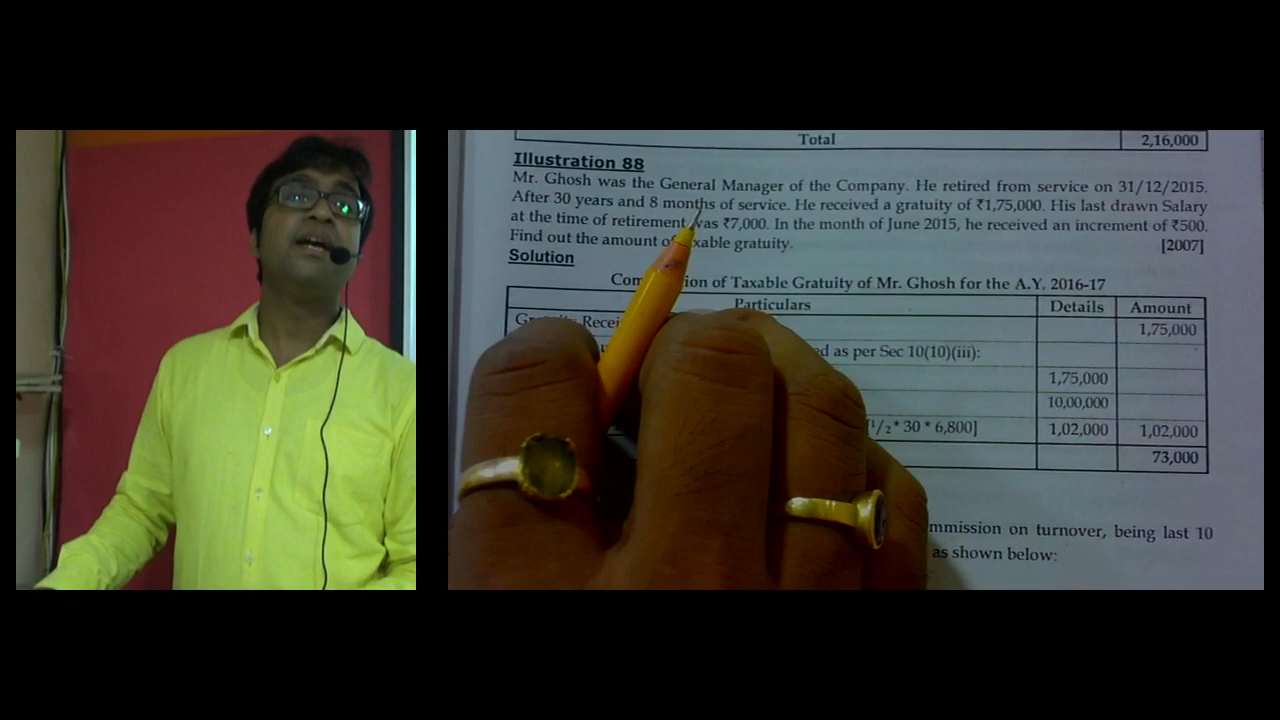 Total 2,16,000
Illustration 88
Mr. Ghosh was the General Manager of the Company. He retired from service on 31/12/2015.
After 30 years and 8 months of service. He received a gratuity of ₹1,75,000. His last drawn Salary
at the time of retirement was ₹7,000. In the month of June 2015, he received an increment of ₹500.
Find out the amount of taxable gratuity. [2007]
Solution
of Taxable Gratuity of Mr. Ghosh for the A.Y. 2016-17
Particulars Details Amount
1,75,000
as per Sec 10(10)(iii):
1,75,000
10,00,000
[1/2 * 30 * 6,800] 1,02,000 1,02,000
73,000
on turnover, being last 10
as shown below: